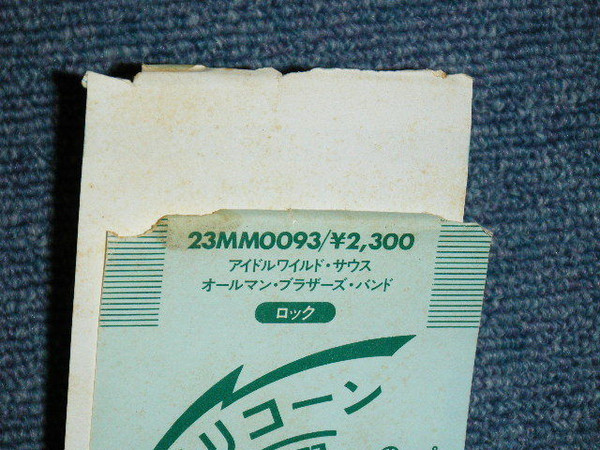 23MM0093/¥2,300
アイドルワイルド・サウス
オールマン・ブラザーズ・バンド
ロック
リコーン